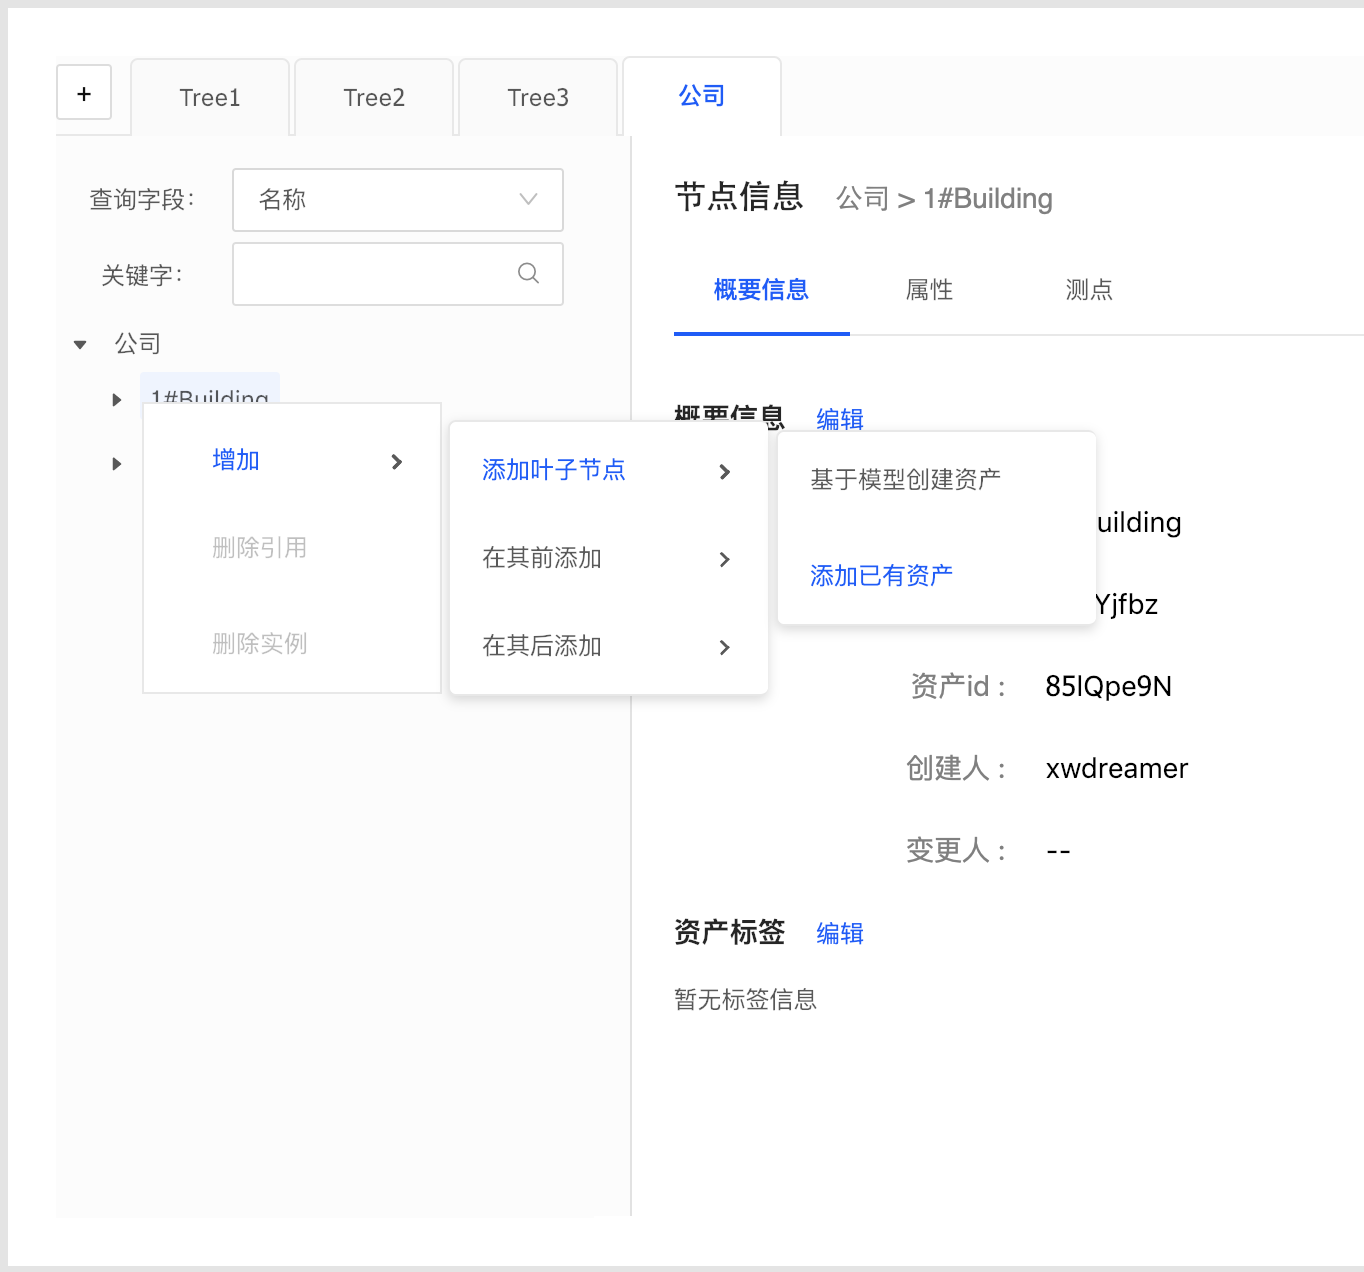 +
Tree1
Tree2
Tree3
公司
查询字段:
名称
关键字:
公司
1#Building
增加
删除引用
删除实例
添加叶子节点
在其前添加
在其后添加
基于模型创建资产
添加已有资产
节点信息 公司 > 1#Building
概要信息
属性
测点
概要信息 编辑
uilding
Yjfbz
资产id： 85lQpe9N
创建人： xwdreamer
变更人： --
资产标签 编辑
暂无标签信息